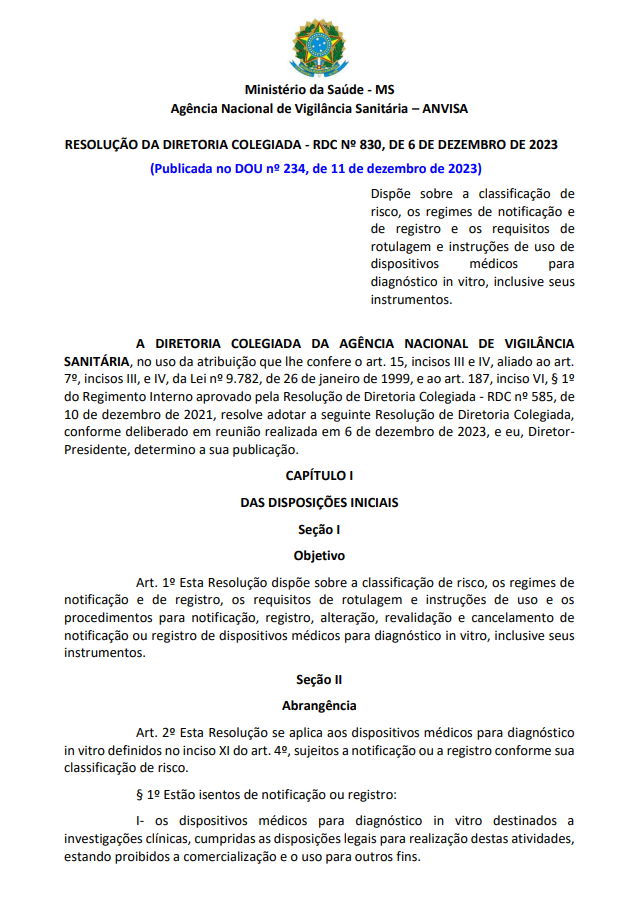 Ministério da Saúde - MS
Agência Nacional de Vigilância Sanitária – ANVISA
RESOLUÇÃO DA DIRETORIA COLEGIADA - RDC Nº 830, DE 6 DE DEZEMBRO DE 2023
(Publicada no DOU nº 234, de 11 de dezembro de 2023)
Dispõe sobre a classificação de
risco, os regimes de notificação e
de registro e os requisitos de
rotulagem e instruções de uso de
dispositivos médicos para
diagnóstico in vitro, inclusive seus
instrumentos.
A DIRETORIA COLEGIADA DA AGÊNCIA NACIONAL DE VIGILÂNCIA
SANITÁRIA, no uso da atribuição que lhe confere o art. 15, incisos III e IV, aliado ao art.
7º, incisos III, e IV, da Lei nº 9.782, de 26 de janeiro de 1999, e ao art. 187, inciso VI, § 1º
do Regimento Interno aprovado pela Resolução de Diretoria Colegiada - RDC nº 585, de
10 de dezembro de 2021, resolve adotar a seguinte Resolução de Diretoria Colegiada,
conforme deliberado em reunião realizada em 6 de dezembro de 2023, e eu, Diretor-
Presidente, determino a sua publicação.
CAPÍTULO I
DAS DISPOSIÇÕES INICIAIS
Seção I
Objetivo
Art. 1º Esta Resolução dispõe sobre a classificação de risco, os regimes de
notificação e de registro, os requisitos de rotulagem e instruções de uso e os
procedimentos para notificação, registro, alteração, revalidação e cancelamento de
notificação ou registro de dispositivos médicos para diagnóstico in vitro, inclusive seus
instrumentos.
Seção II
Abrangência
Art. 2º Esta Resolução se aplica aos dispositivos médicos para diagnóstico
in vitro definidos no inciso XI do art. 4º, sujeitos a notificação ou a registro conforme sua
classificação de risco.
§ 1º Estão isentos de notificação ou registro:
I- os dispositivos médicos para diagnóstico in vitro destinados a
investigações clínicas, cumpridas as disposições legais para realização destas atividades,
estando proibidos a comercialização e o uso para outros fins.